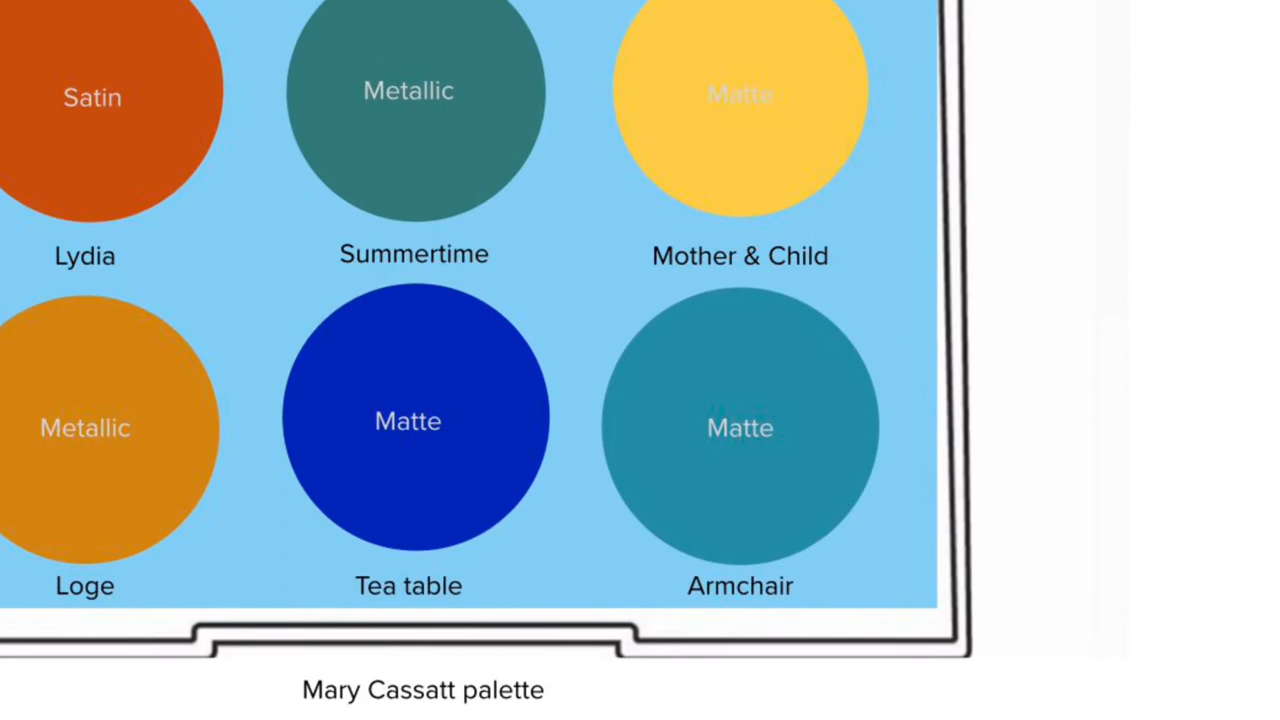 Satin
Metallic
Matte
Lydia
Summertime
Mother & Child
Metallic
Matte
Matte
Loge
Tea table
Armchair
Mary Cassatt palette